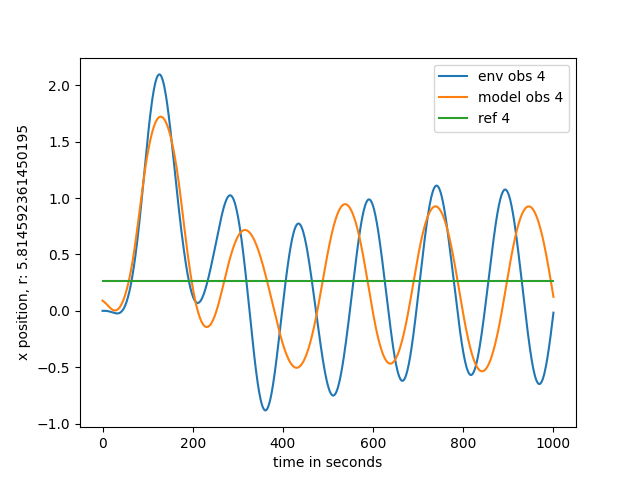 env obs 4
model obs 4
ref 4
2.0
1.5
1.0
0.5
0.0
−0.5
−1.0
x position, r: 5.814592361450195
0
200
400
600
800
1000
time in seconds